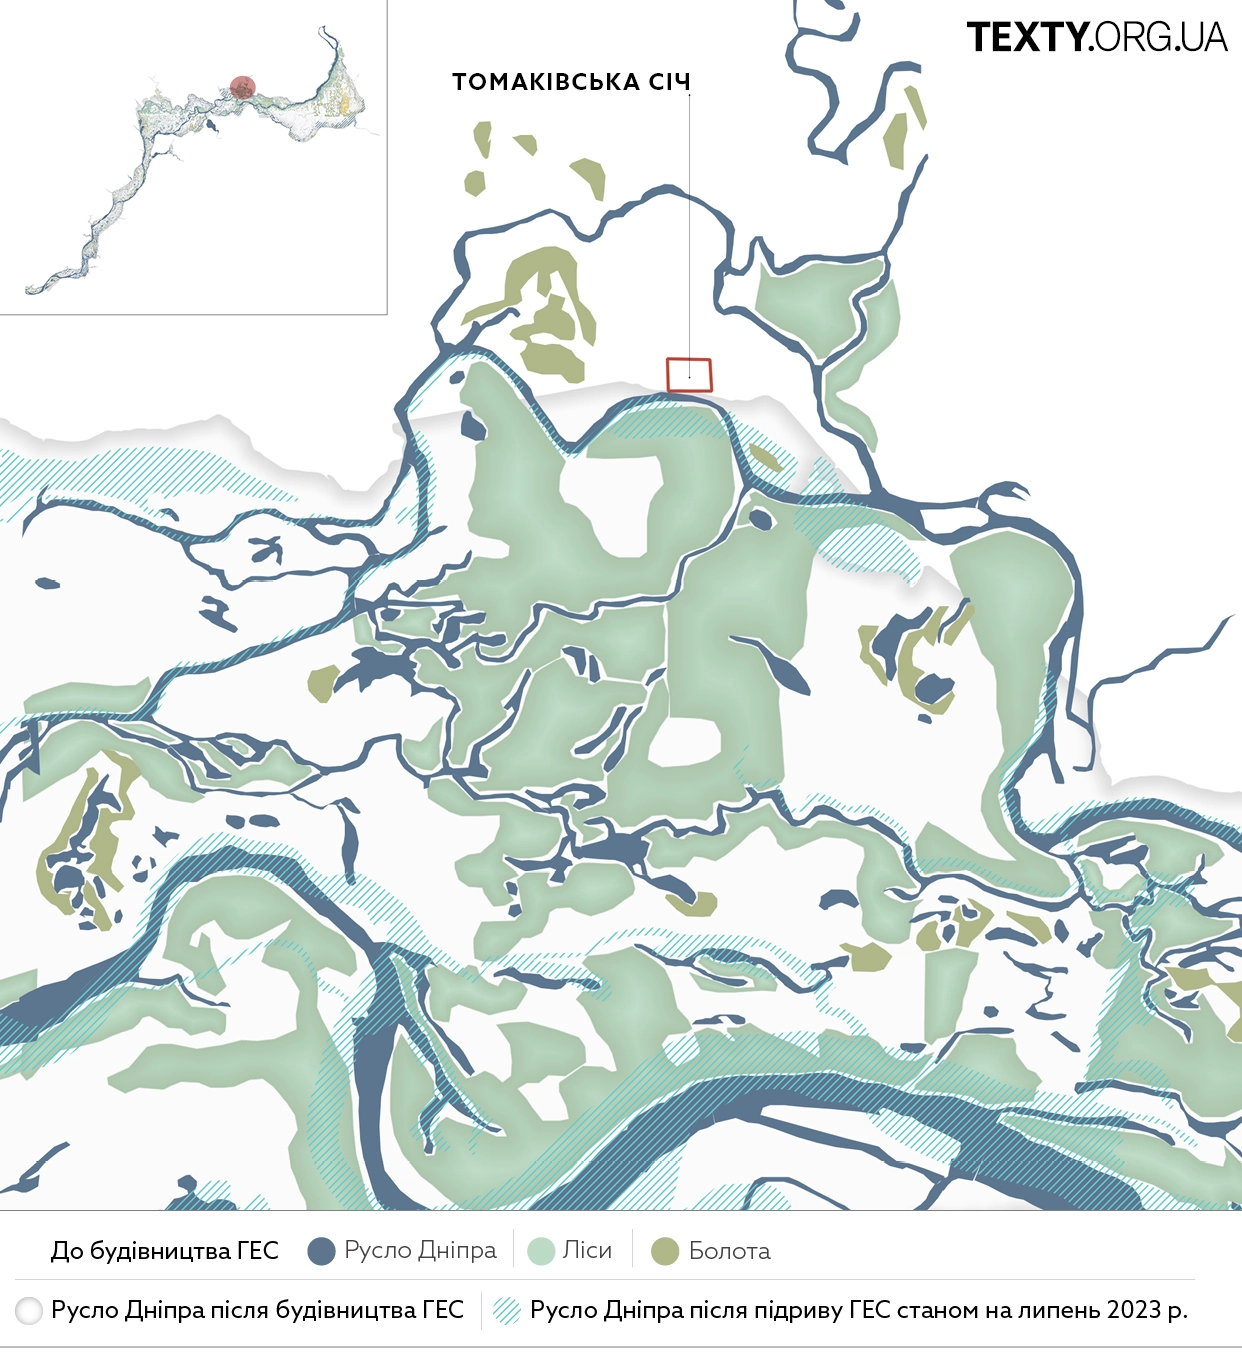 TEXTY.ORG.UA
ТОМАКІВСЬКА СІЧ
До будівництва ГЕС Русло Дніпра Ліси Болота
Русло Дніпра після будівництва ГЕС Русло Дніпра після підриву ГЕС станом на липень 2023 р.